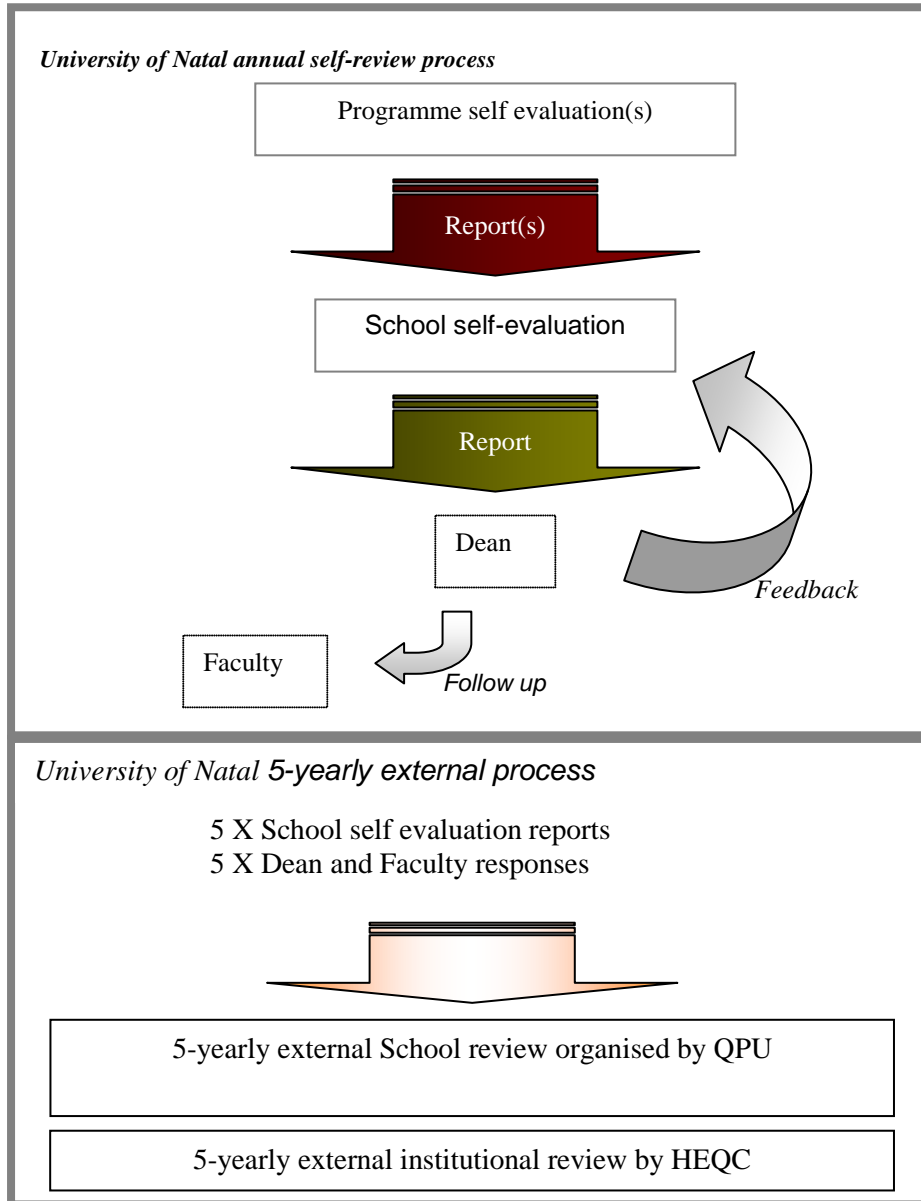 University of Natal annual self-review process
Programme self evaluation(s)
Report(s)
School self-evaluation
Report
Dean
Feedback
Faculty
Follow up
University of Natal 5-yearly external process
5 X School self evaluation reports
5 X Dean and Faculty responses
5-yearly external School review organised by QPU
5-yearly external institutional review by HEQC